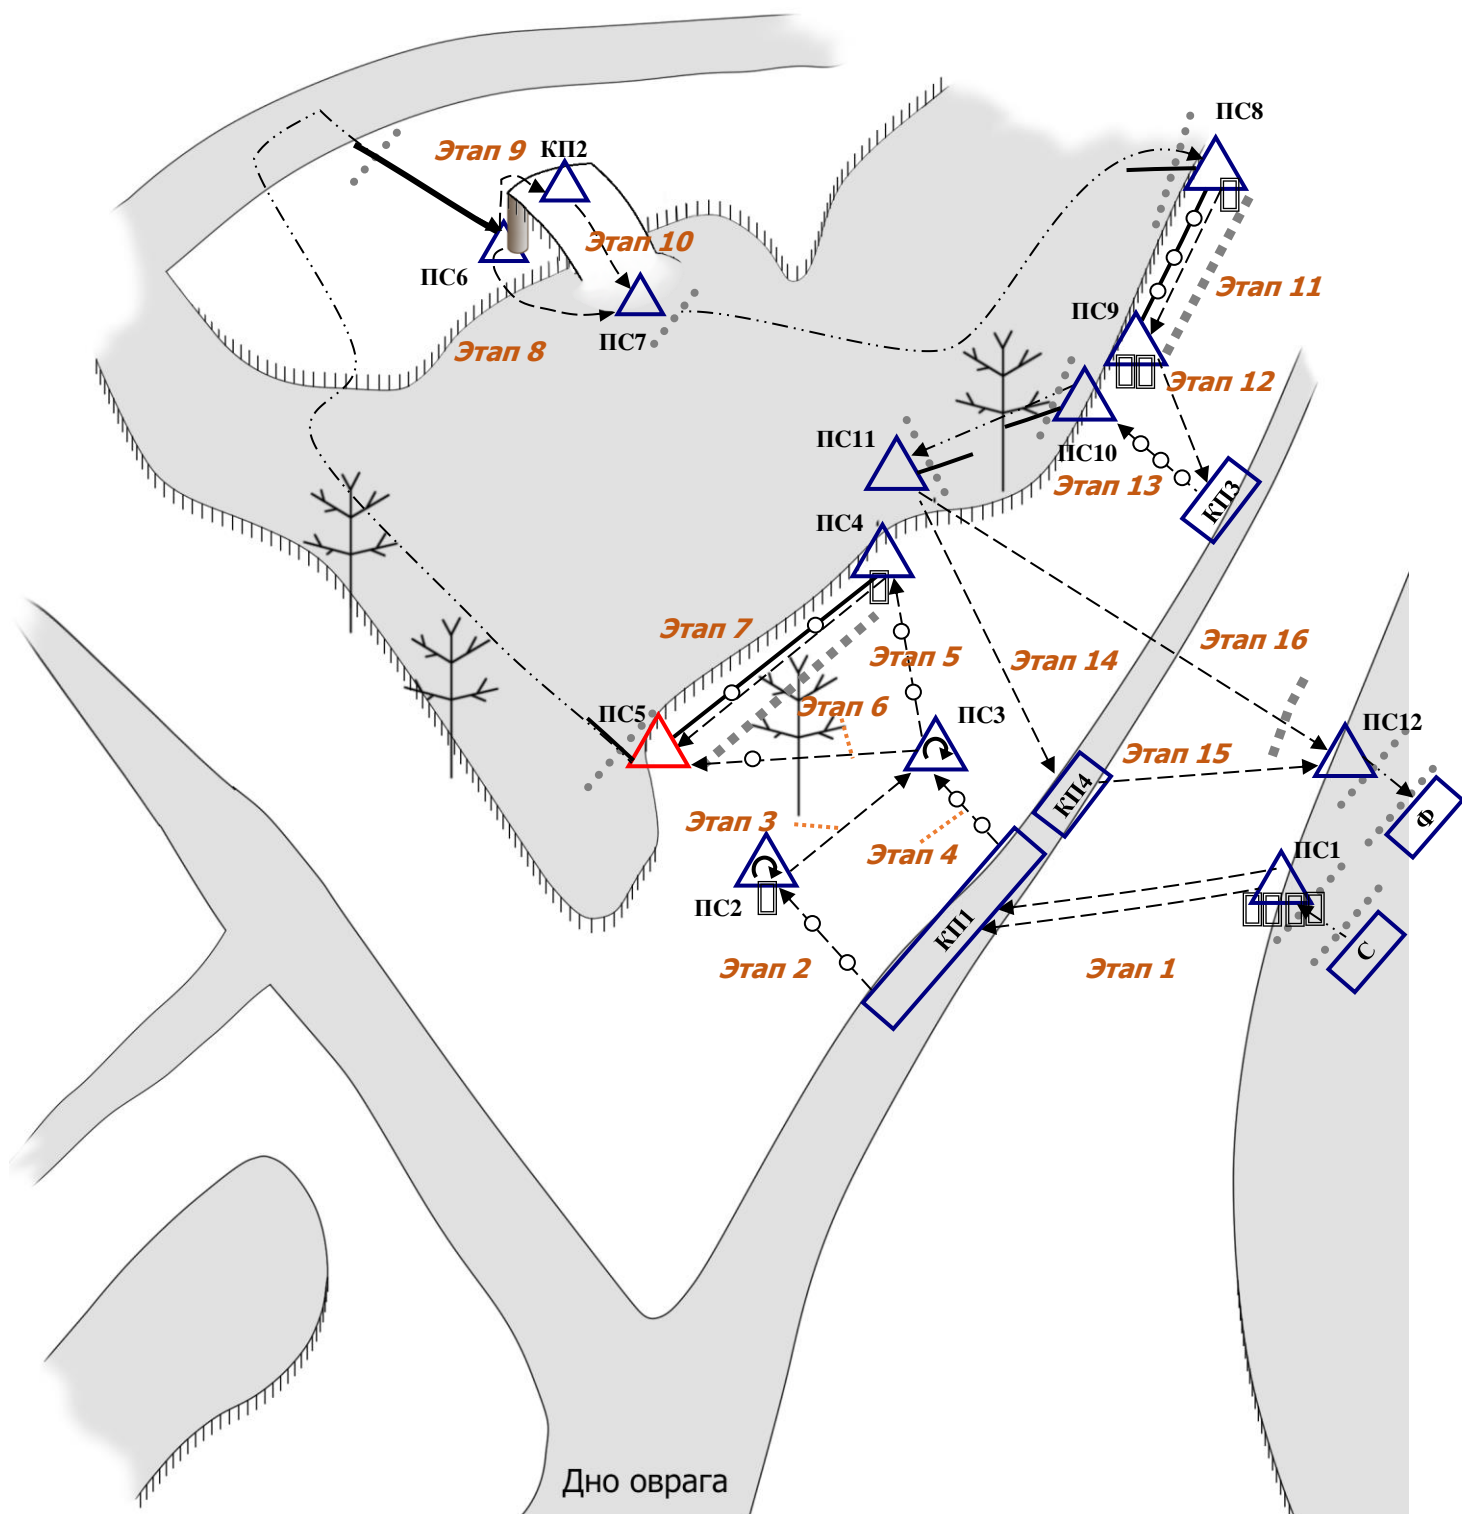 ПС8
Этап 9
КП2
Этап 10
ПС6
Этап 11
ПС9
ПС7
Этап 8
Этап 12
ПС11
ПС10
Этап 13
КП3
ПС4
Этап 7
Этап 5
Этап 14
Этап 16
ПС5
Этап 6
ПС3
ПС12
Этап 15
КП4
Ф
Этап 3
Этап 4
ПС1
ПС2
КП1
С
Этап 2
Этап 1
Дно оврага